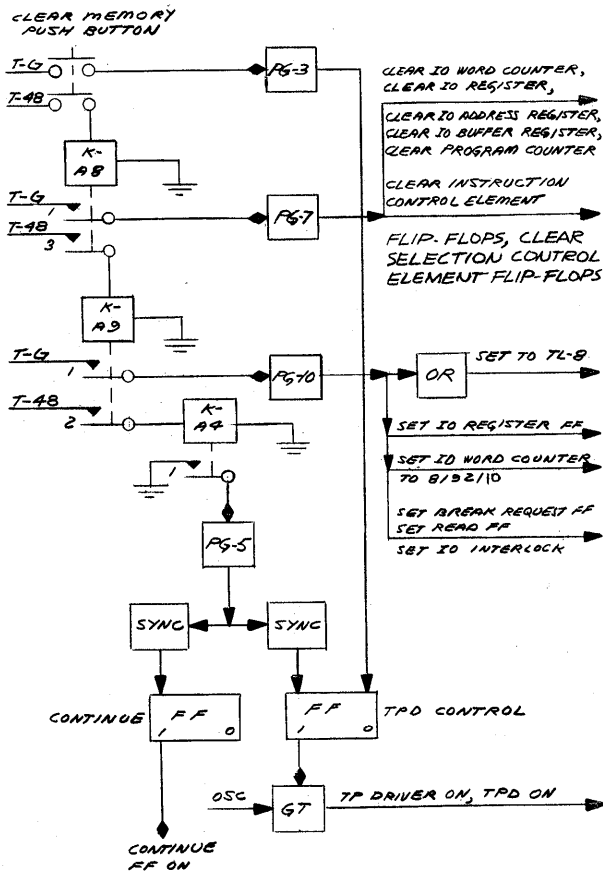 CLEAR MEMORY
PUSH BUTTON
T-G
PG-3
T-48
CLEAR IO WORD COUNTER,
CLEAR IO REGISTER,
CLEAR IO ADDRESS REGISTER,
CLEAR IO BUFFER REGISTER,
CLEAR PROGRAM COUNTER
K-
A8
T-G
1
PG-7
CLEAR INSTRUCTION
CONTROL ELEMENT
T-48
3
FLIP-FLOPS, CLEAR
SELECTION CONTROL
ELEMENT FLIP-FLOPS
K-
A9
T-G
1
PG-10
OR
SET TO TL-8
T-48
2
K-
A4
SET IO REGISTER FF
1
SET IO WORD COUNTER
TO 8192/10
PG-5
SET BREAK REQUEST FF
SET READ FF
SET IO INTERLOCK
SYNC
SYNC
CONTINUE
FF
1 0
FF
1 0
TPD CONTROL
OSC
GT
TP DRIVER ON, TPD ON
CONTINUE
FF ON